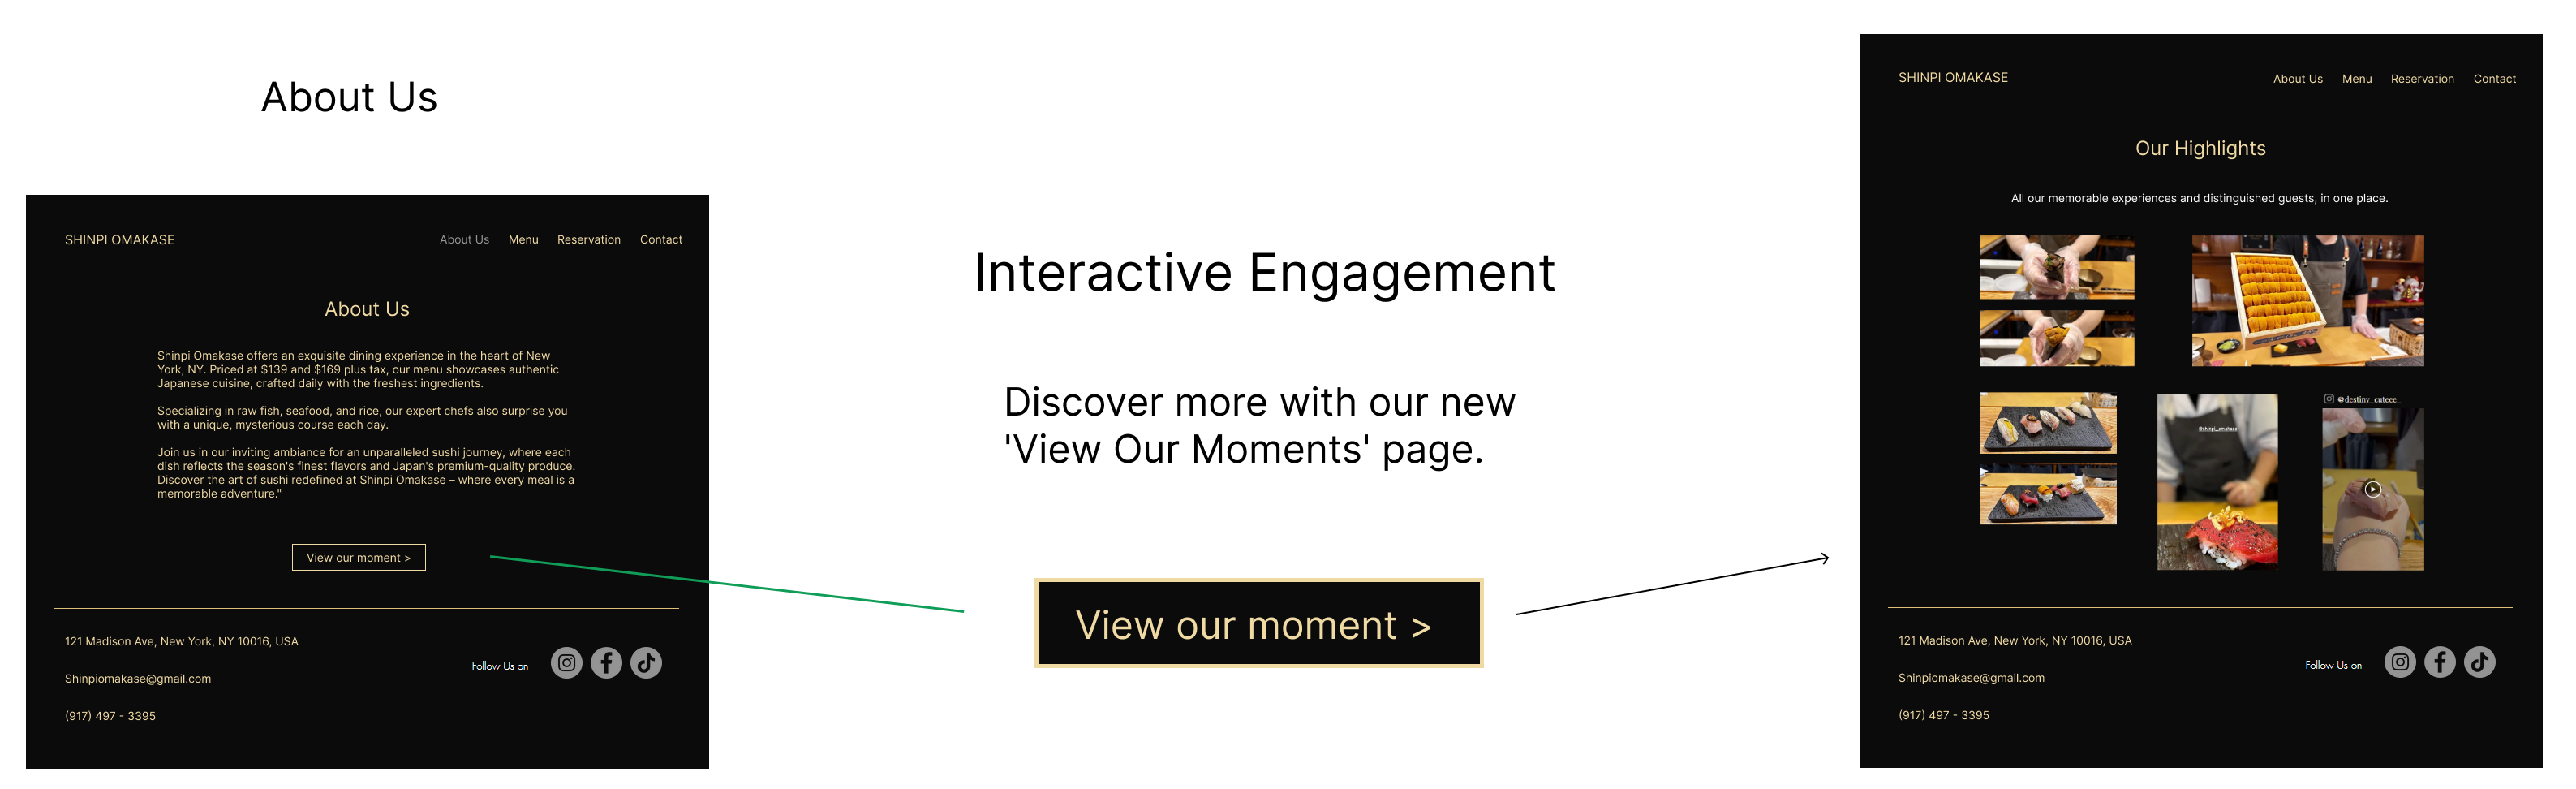 About Us
SHINPI OMAKASE
About Us Menu Reservation Contact
About Us
Shinpi Omakase offers an exquisite dining experience in the heart of New
York, NY. Priced at $139 and $169 plus tax, our menu showcases authentic
Japanese cuisine, crafted daily with the freshest ingredients.
Specializing in raw fish, seafood, and rice, our expert chefs also surprise you
with a unique, mysterious course each day.
Join us in our inviting ambiance for an unparalleled sushi journey, where each
dish reflects the season's finest flavors and Japan's premium-quality produce.
Discover the art of sushi redefined at Shinpi Omakase – where every meal is a
memorable adventure."
View our moment >
121 Madison Ave, New York, NY 10016, USA
Follow Us on
Shinpiomakase@gmail.com
(917) 497 - 3395
Interactive Engagement
Discover more with our new
'View Our Moments' page.
View our moment >
SHINPI OMAKASE
About Us Menu Reservation Contact
Our Highlights
All our memorable experiences and distinguished guests, in one place.
@destiny_cuteee_
@shinpi_omakase
121 Madison Ave, New York, NY 10016, USA
Follow Us on
Shinpiomakase@gmail.com
(917) 497 - 3395